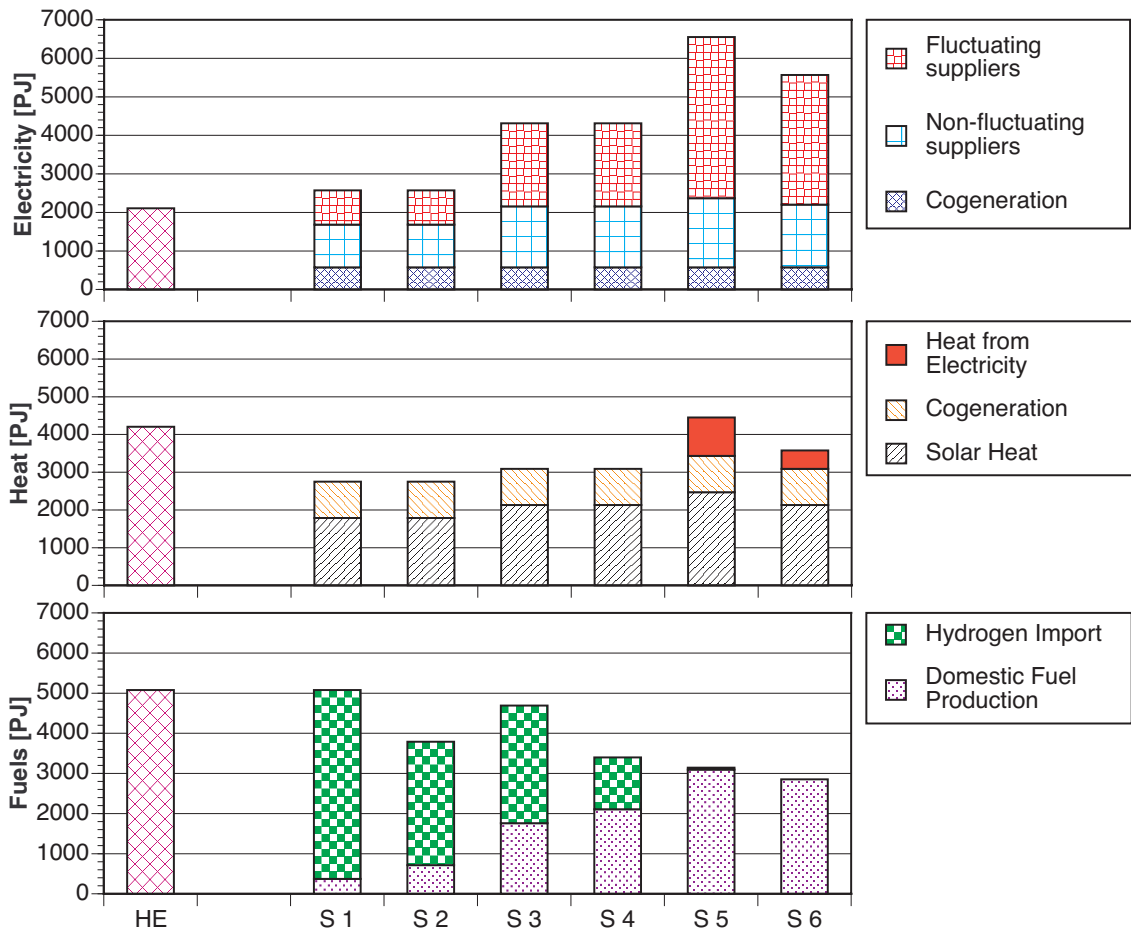 7000
6000
5000
4000
3000
2000
1000
0
Electricity [PJ]
Fluctuating
suppliers
Non-fluctuating
suppliers
Cogeneration
7000
6000
5000
4000
3000
2000
1000
0
Heat [PJ]
Heat from
Electricity
Cogeneration
Solar Heat
7000
6000
5000
4000
3000
2000
1000
0
Fuels [PJ]
Hydrogen Import
Domestic Fuel
Production
HE S 1 S 2 S 3 S 4 S 5 S 6